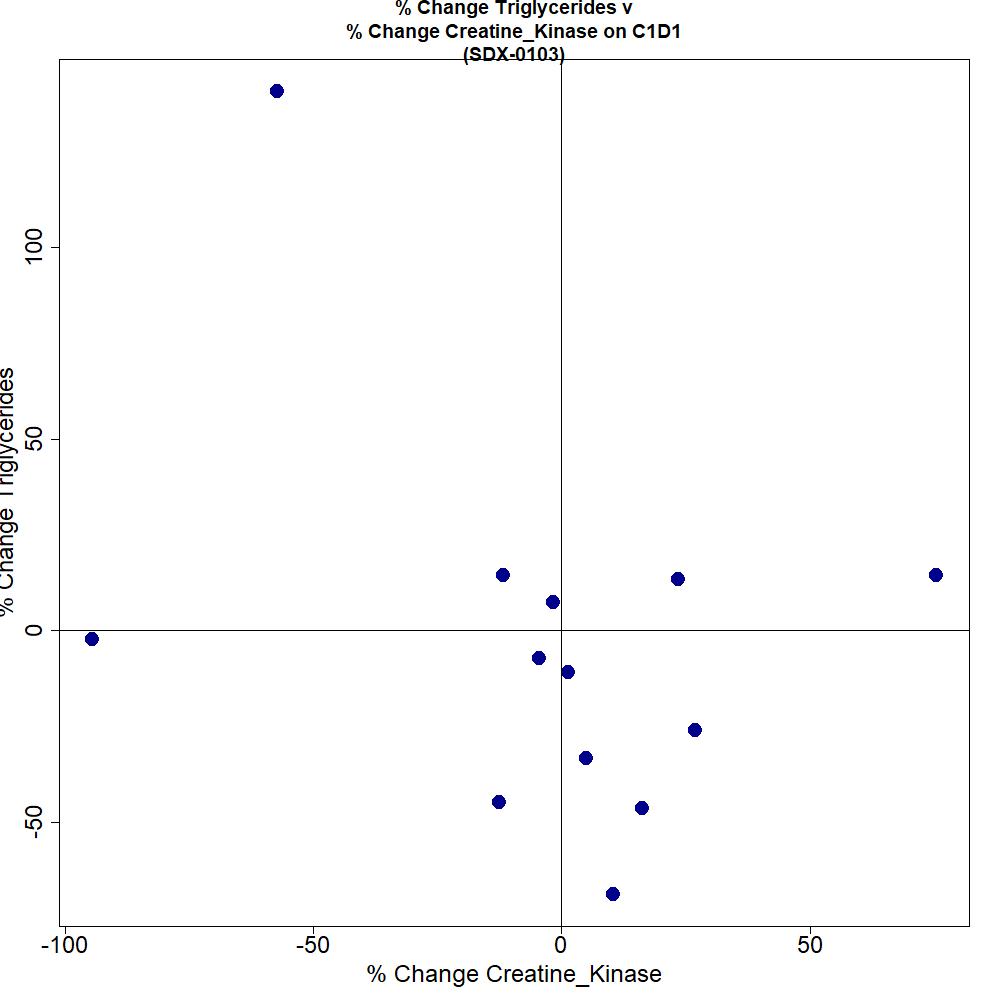 % Change Triglycerides v
% Change Creatine_Kinase on C1D1
(SDX-0103)
% Change Triglycerides
100
50
0
-50
-100
-50
0
50
% Change Creatine_Kinase